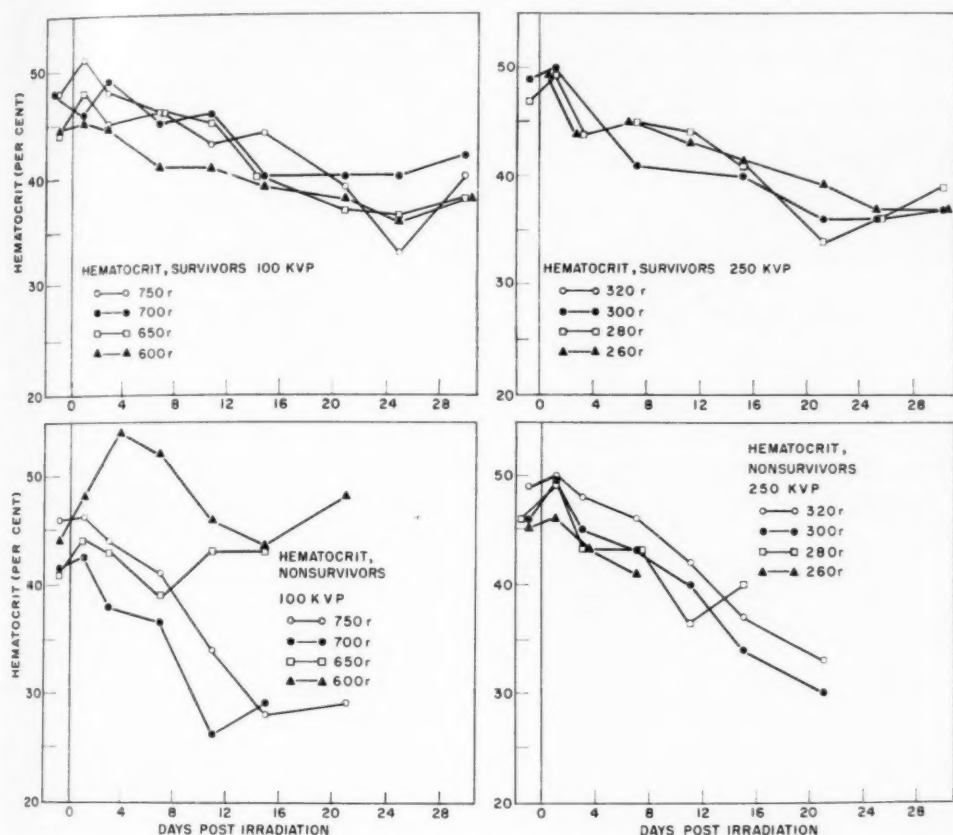 HEMATOCRIT (PER CENT)
50
40
30
20
HEMATOCRIT, SURVIVORS 100 KVP
750 r
700 r
650 r
600 r
0 4 8 12 16 20 24 28
50
40
30
20
HEMATOCRIT, SURVIVORS 250 KVP
320 r
300 r
280 r
260 r
0 4 8 12 16 20 24 28
HEMATOCRIT (PER CENT)
50
40
30
20
HEMATOCRIT,
NONSURVIVORS
100 KVP
750 r
700 r
650 r
600 r
0 4 8 12 16 20 24 28
DAYS POST IRRADIATION
50
40
30
20
HEMATOCRIT,
NONSURVIVORS
250 KVP
320 r
300 r
280 r
260 r
0 4 8 12 16 20 24 28
DAYS POST IRRADIATION